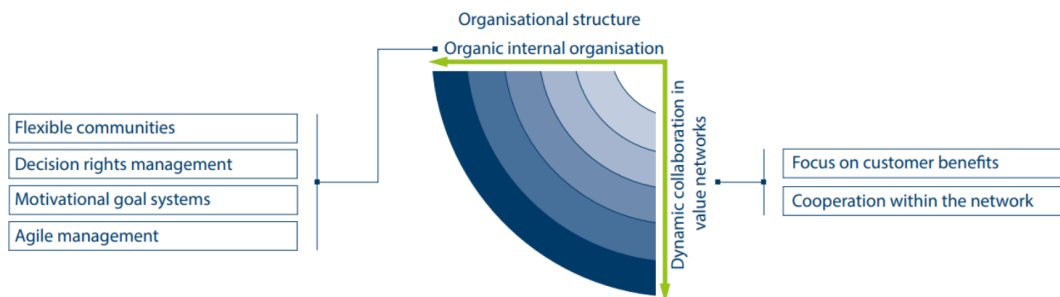 Organisational structure
Organic internal organisation
Flexible communities
Decision rights management
Motivational goal systems
Agile management
Dynamic collaboration in
value networks
Focus on customer benefits
Cooperation within the network